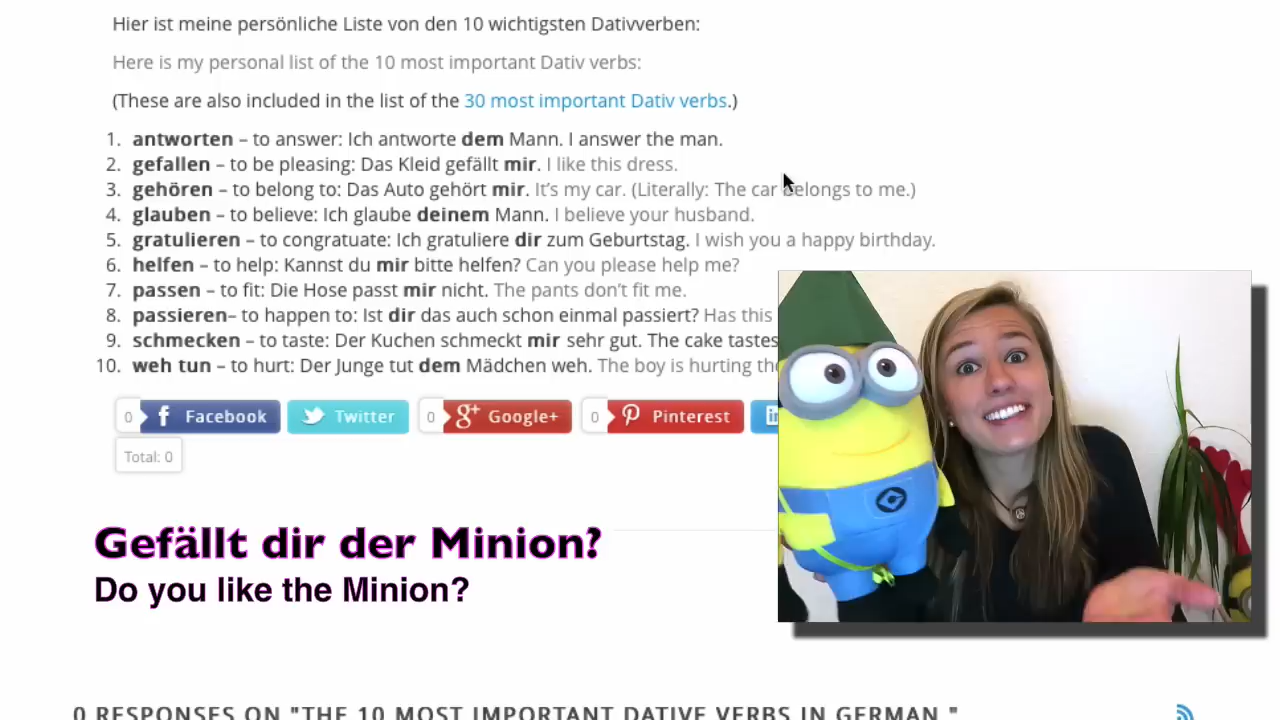 Hier ist meine persönliche Liste von den 10 wichtigsten Dativverben:
Here is my personal list of the 10 most important Dativ verbs:
(These are also included in the list of the 30 most important Dativ verbs.)
1. antworten – to answer: Ich antworte dem Mann. I answer the man.
2. gefallen – to be pleasing: Das Kleid gefällt mir. I like this dress.
3. gehören – to belong to: Das Auto gehört mir. It's my car. (Literally: The car belongs to me.)
4. glauben – to believe: Ich glaube deinem Mann. I believe your husband.
5. gratulieren – to congratuate: Ich gratuliere dir zum Geburtstag. I wish you a happy birthday.
6. helfen – to help: Kannst du mir bitte helfen? Can you please help me?
7. passen – to fit: Die Hose passt mir nicht. The pants don't fit me.
8. passieren– to happen to: Ist dir das auch schon einmal passiert? Has this
9. schmecken – to taste: Der Kuchen schmeckt mir sehr gut. The cake tastes
10. weh tun – to hurt: Der Junge tut dem Mädchen weh. The boy is hurting the
0 Facebook Twitter 0 Google+ 0 Pinterest in
Total: 0
Gefällt dir der Minion?
Do you like the Minion?
0 RESPONSES ON "THE 10 MOST IMPORTANT DATIVE VERBS IN GERMAN "